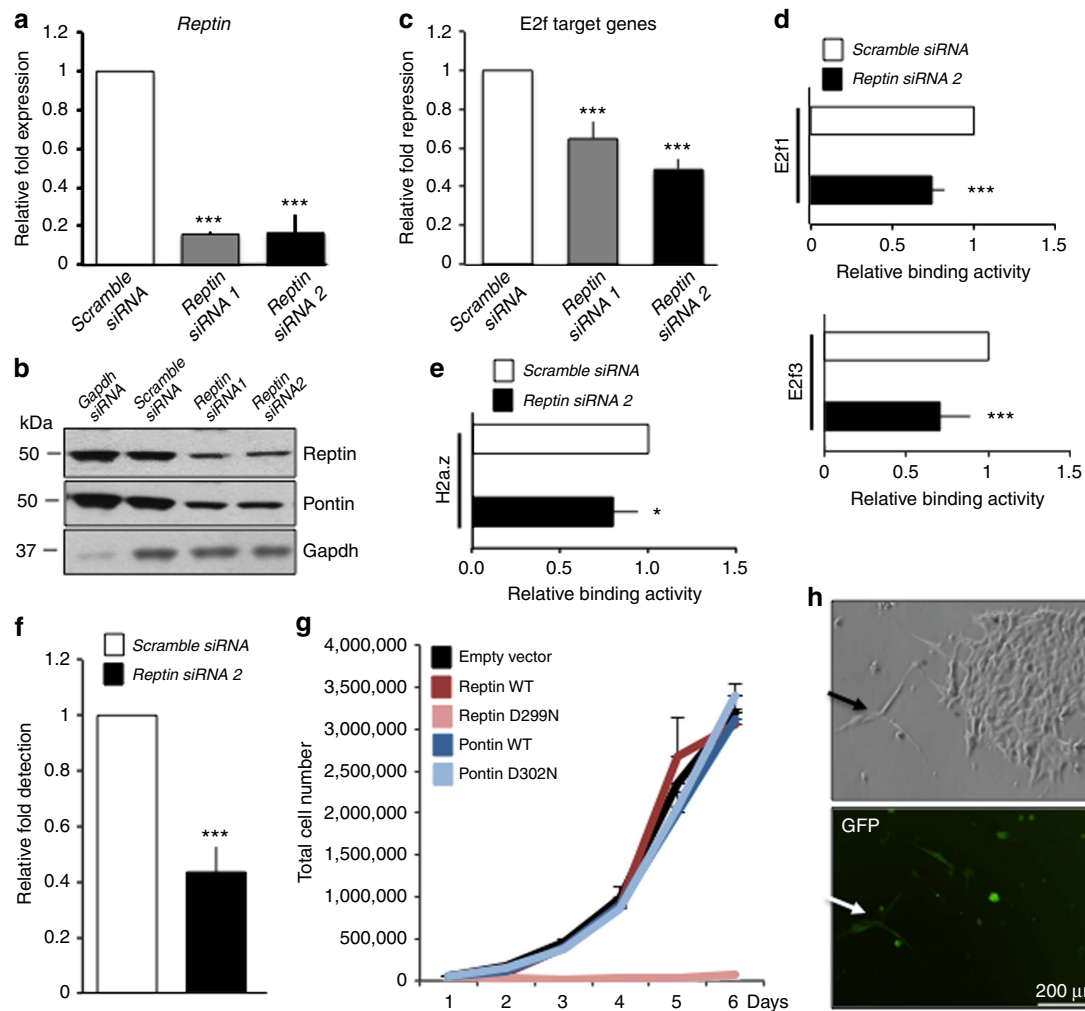 a
Reptin
Relative fold expression
1.2
1
0.8
0.6
0.4
0.2
0
***
***
Scramble siRNA
Reptin siRNA 1
Reptin siRNA 2
b
Gapdh siRNA
Scramble siRNA
Reptin siRNA1
Reptin siRNA2
kDa
50
Reptin
50
Pontin
37
Gapdh
c
E2f target genes
Relative fold repression
1.2
1
0.8
0.6
0.4
0.2
0
***
***
Scramble siRNA
Reptin siRNA 1
Reptin siRNA 2
d
Scramble siRNA
Reptin siRNA 2
E2f1
***
0 0.5 1 1.5
Relative binding activity
E2f3
***
0 0.5 1 1.5
Relative binding activity
e
Scramble siRNA
Reptin siRNA 2
H2a.z
*
0.0 0.5 1.0 1.5
Relative binding activity
f
Scramble siRNA
Reptin siRNA 2
Relative fold detection
1.2
1
0.8
0.6
0.4
0.2
0
***
g
Total cell number
4,000,000
3,500,000
3,000,000
2,500,000
2,000,000
1,500,000
1,000,000
500,000
0
Empty vector
Reptin WT
Reptin D299N
Pontin WT
Pontin D302N
1 2 3 4 5 6 Days
h
GFP
200 μm